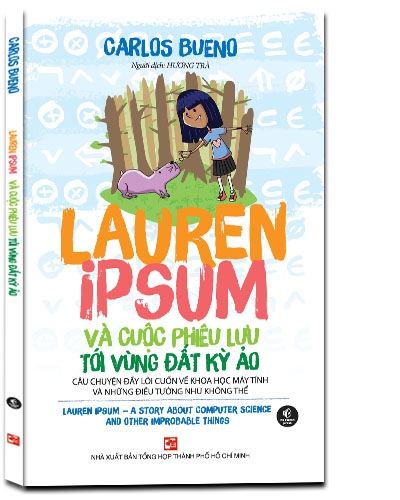 CARLOS BUENO
Người dịch: HƯƠNG TRÀ
LAUREN
IPSUM
VÀ CUỘC PHIÊU LƯU
TỚI VÙNG ĐẤT KỲ ẢO
CÂU CHUYỆN ĐẦY LÔI CUỐN VỀ KHOA HỌC MÁY TÍNH
VÀ NHỮNG ĐIỀU TƯỞNG NHƯ KHÔNG THỂ
LAUREN IPSUM – A STORY ABOUT COMPUTER SCIENCE
AND OTHER IMPROBABLE THINGS
NHÀ XUẤT BẢN TỔNG HỢP THÀNH PHỐ HỒ CHÍ MINH
CARLOS BUENO
LAUREN IPSUM
VÀ CUỘC PHIÊU LƯU TỚI VÙNG ĐẤT KỲ ẢO